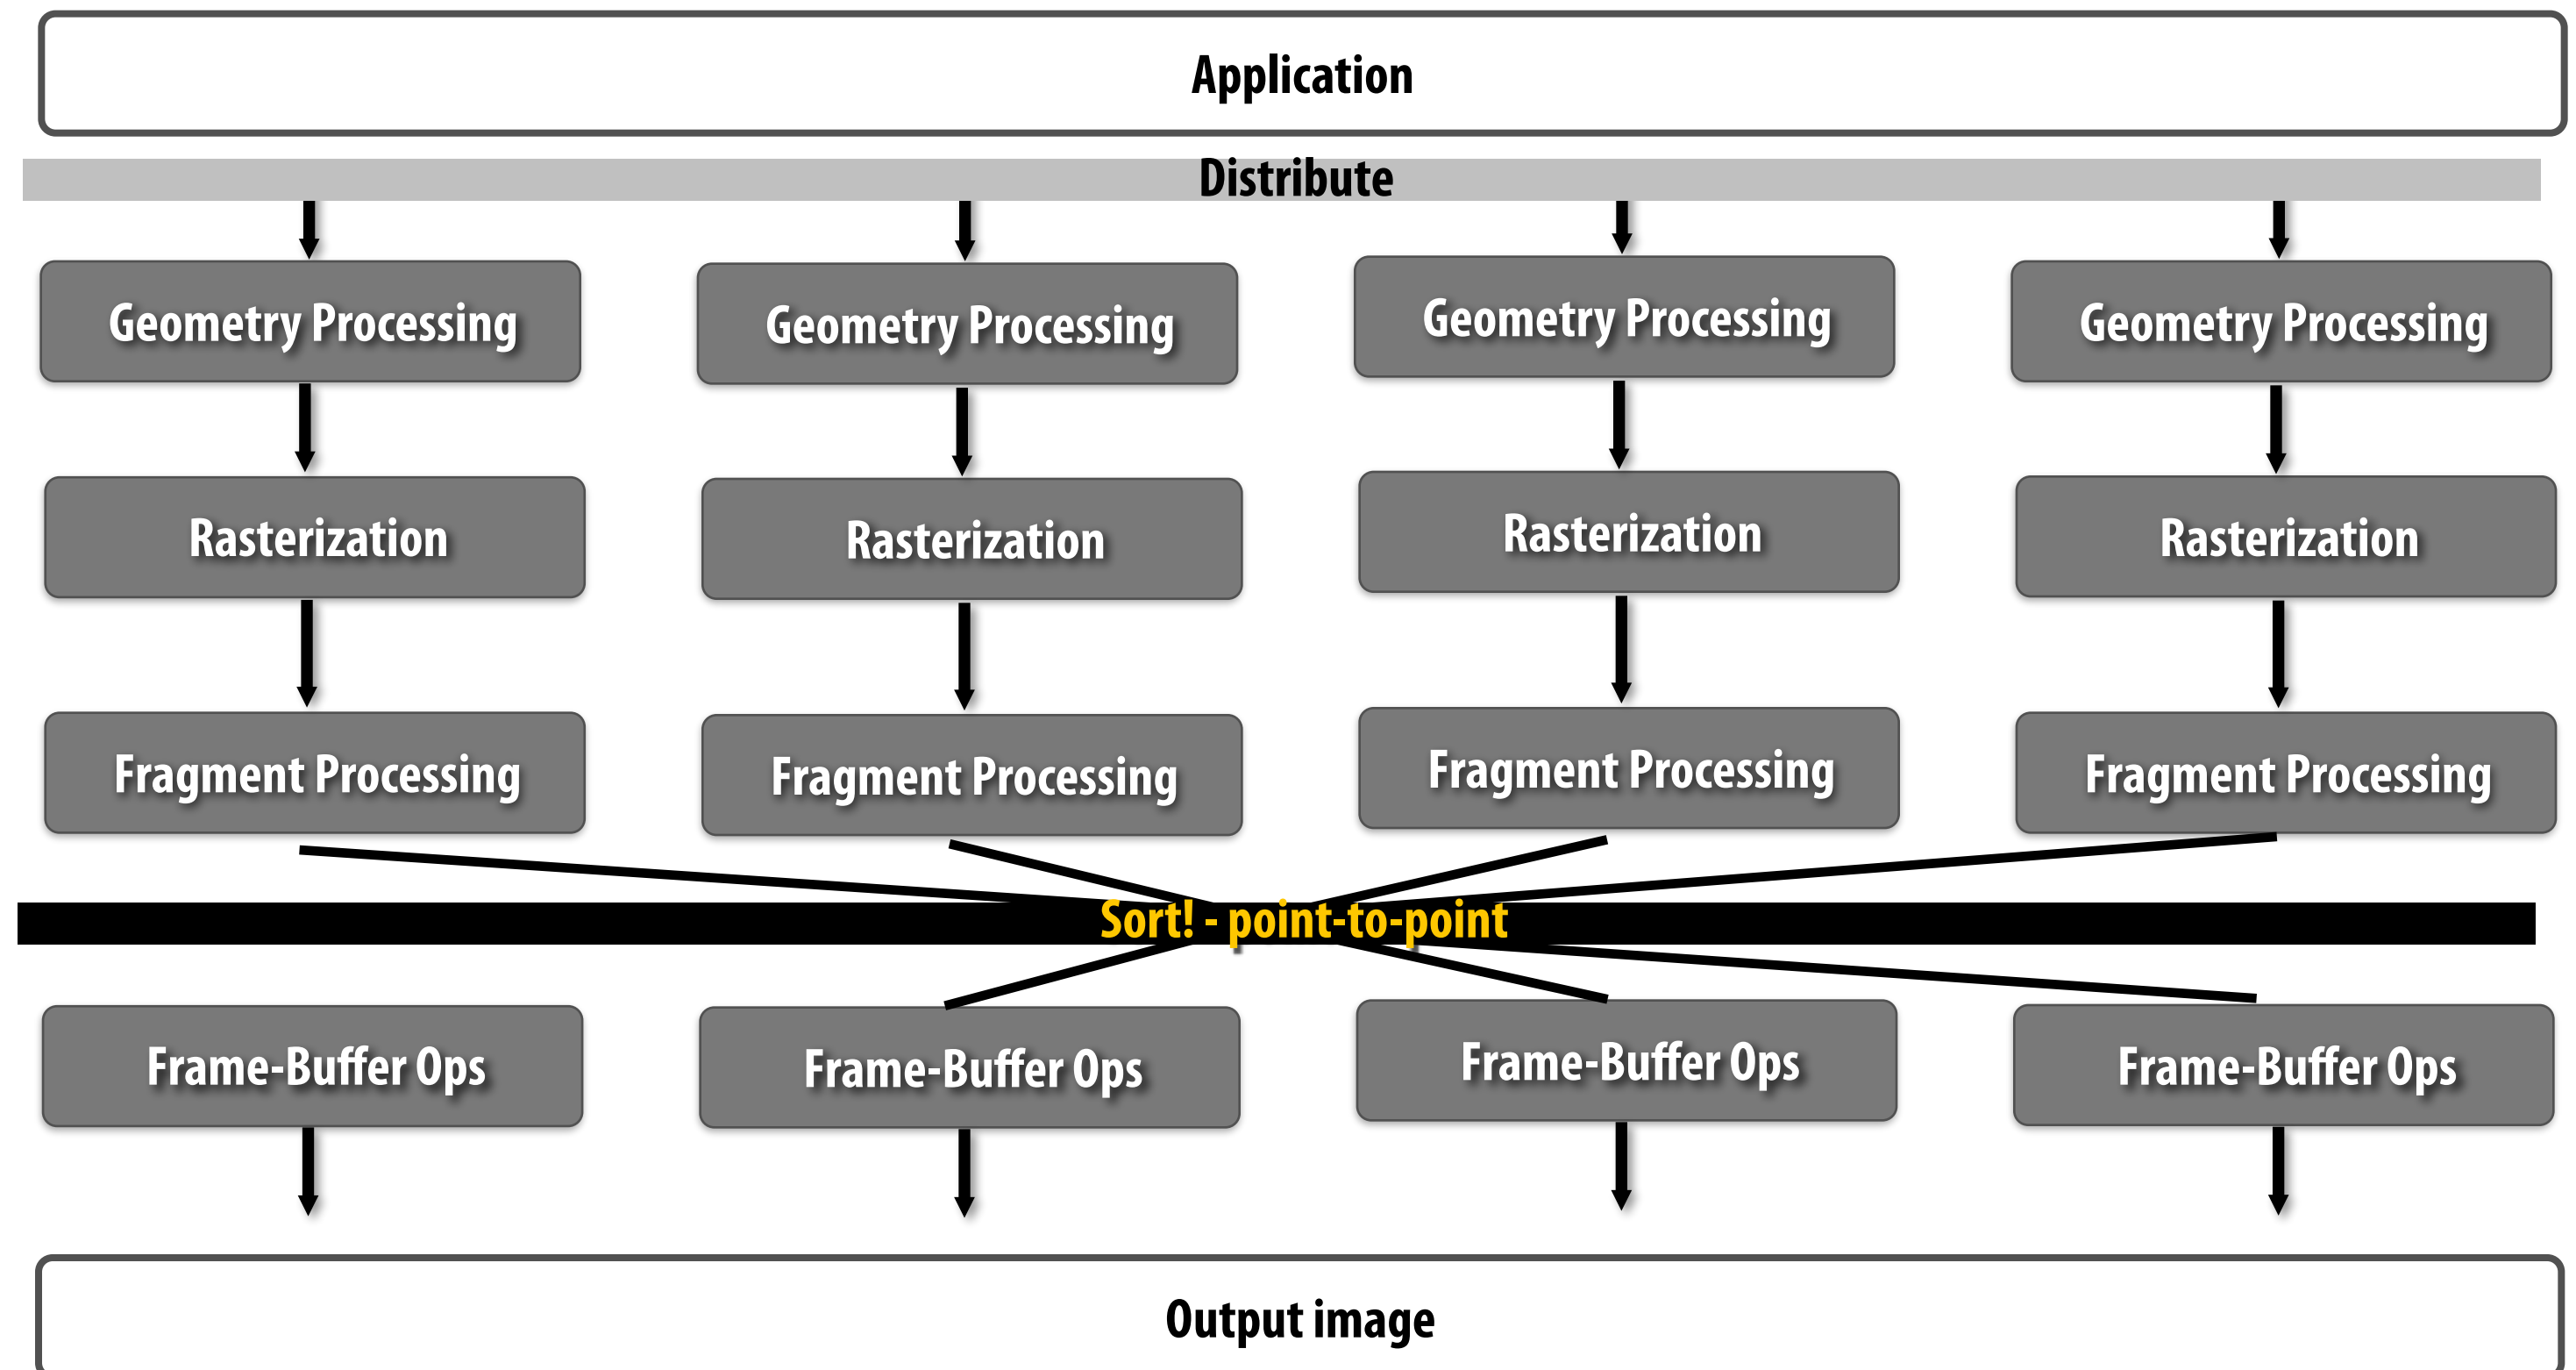 Application
Distribute
Geometry Processing
Geometry Processing
Geometry Processing
Geometry Processing
Rasterization
Rasterization
Rasterization
Rasterization
Fragment Processing
Fragment Processing
Fragment Processing
Fragment Processing
Sort! - point-to-point
Frame-Buffer Ops
Frame-Buffer Ops
Frame-Buffer Ops
Frame-Buffer Ops
Output image